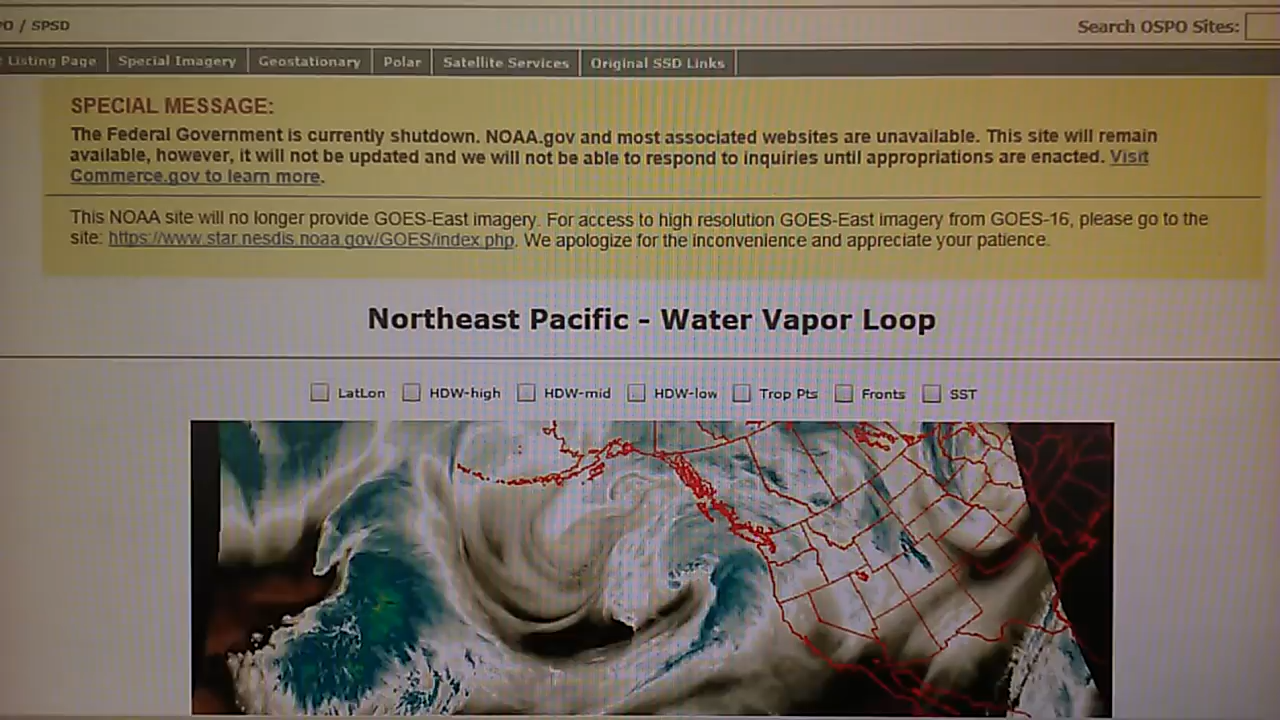 / SPSD
Search OSPO Sites:
Listing Page
Special Imagery
Geostationary
Polar
Satellite Services
Original SSD Links
SPECIAL MESSAGE:
The Federal Government is currently shutdown. NOAA.gov and most associated websites are unavailable. This site will remain
available, however, it will not be updated and we will not be able to respond to inquiries until appropriations are enacted. Visit
Commerce.gov to learn more.
This NOAA site will no longer provide GOES-East imagery. For access to high resolution GOES-East imagery from GOES-16, please go to the
site: https://www.star.nesdis.noaa.gov/GOES/index.php. We apologize for the inconvenience and appreciate your patience.
Northeast Pacific - Water Vapor Loop
LatLon
HDW-high
HDW-mid
HDW-low
Trop Pts
Fronts
SST